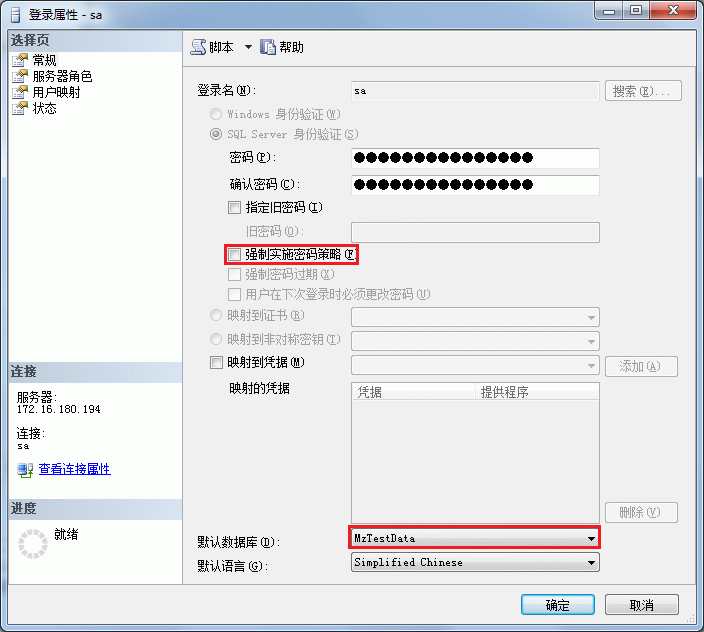 登录属性 - sa
选择页
常规
服务器角色
用户映射
状态
连接
服务器:
172.16.180.194
连接:
sa
查看连接属性
进度
就绪
脚本 帮助
登录名(N): sa 搜索(E)...
Windows 身份验证(W)
SQL Server 身份验证(S)
密码(P): ●●●●●●●●●●●●●●●
确认密码(C): ●●●●●●●●●●●●●●●
指定旧密码(I)
旧密码(O):
强制实施密码策略(F
强制密码过期(X)
用户在下次登录时必须更改密码(U)
映射到证书(R)
映射到非对称密钥(T)
映射到凭据(M) 添加(A)
映射的凭据 凭据 提供程序
删除(V)
默认数据库(D): MzTestData
默认语言(G): Simplified Chinese
确定 取消